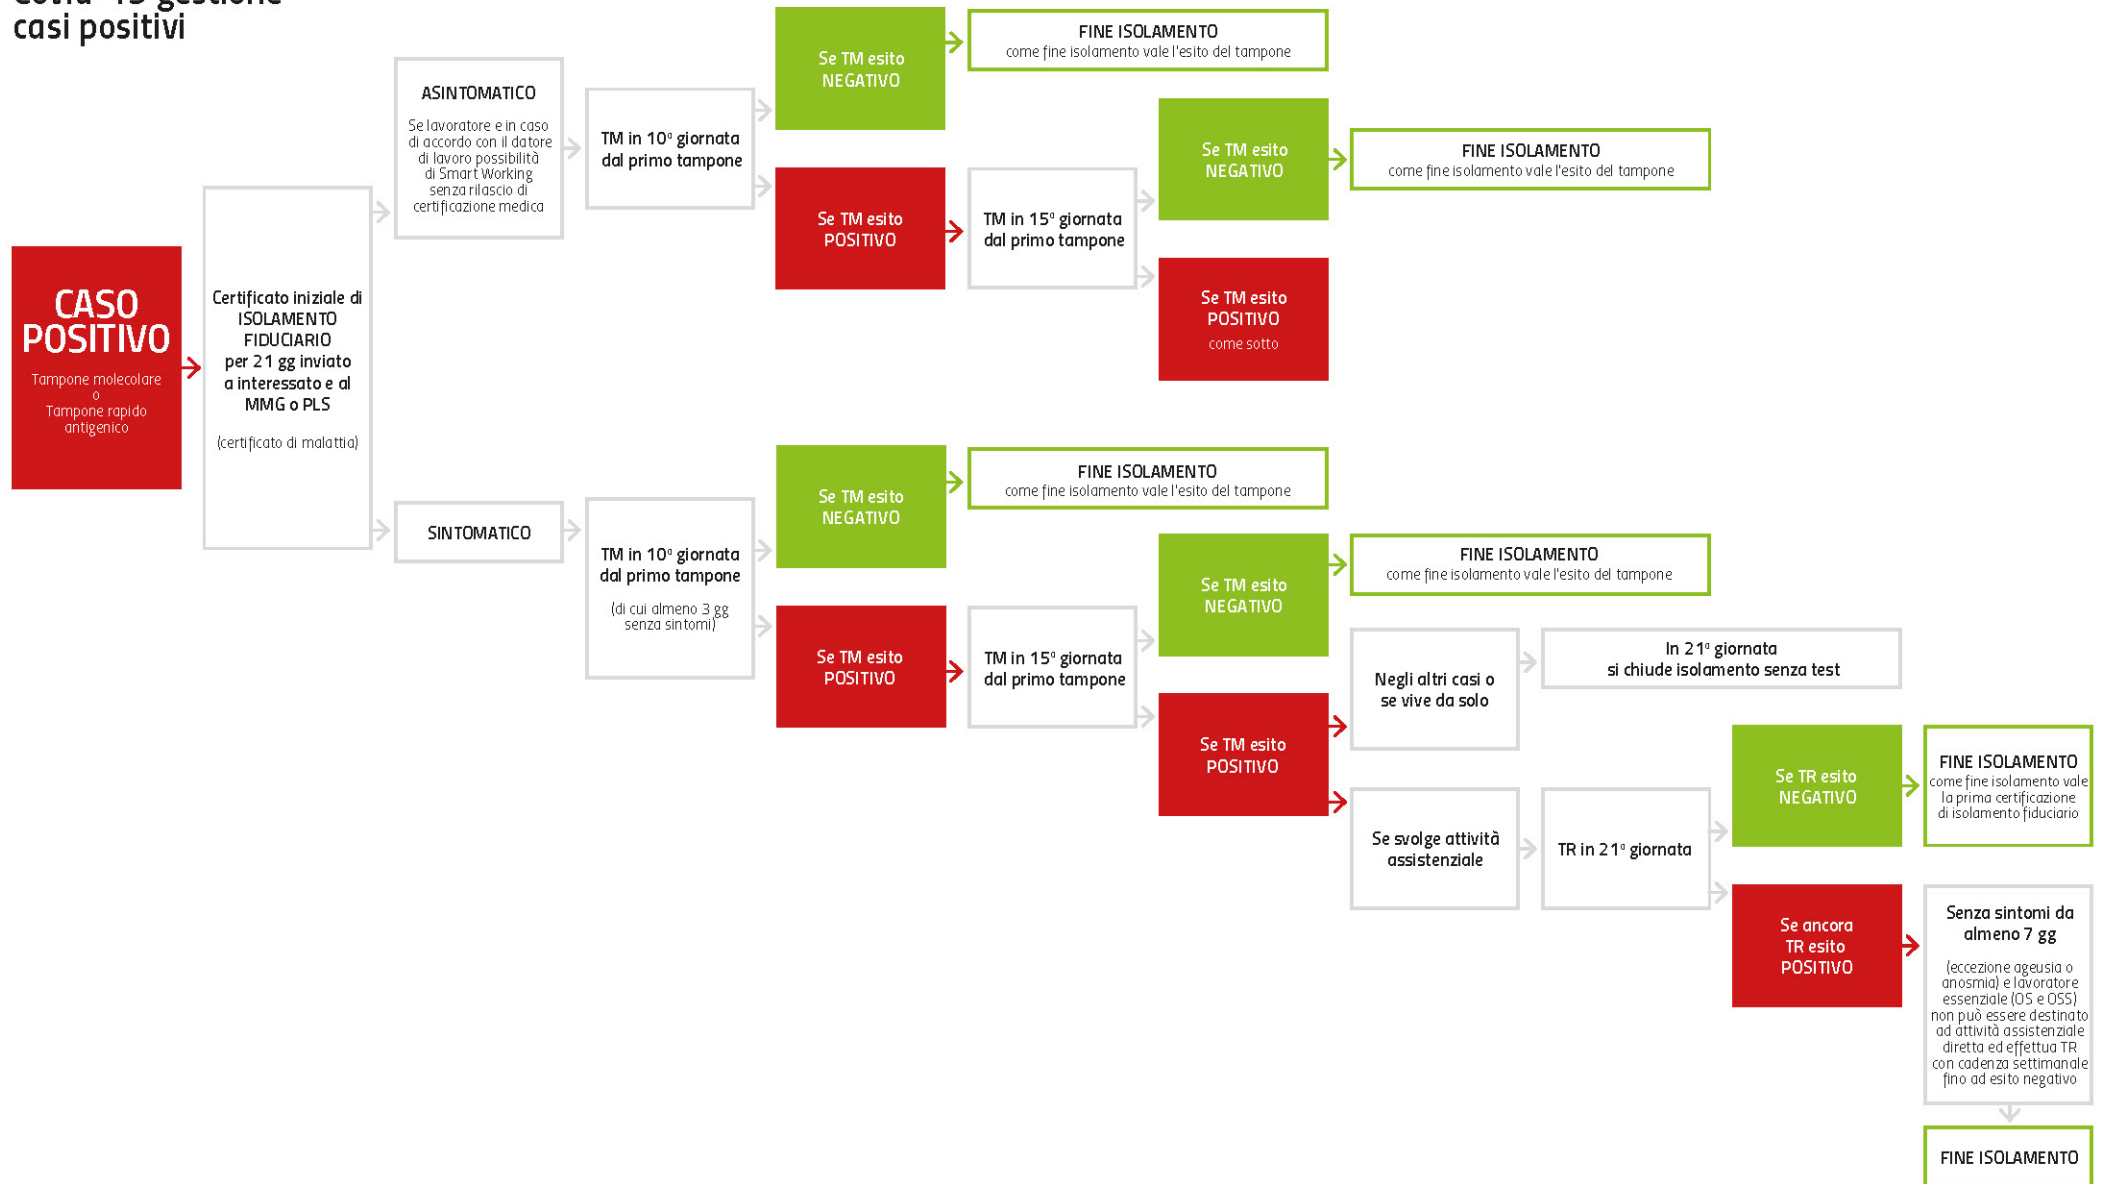 casi positivi
CASO
POSITIVO
Tampone molecolare
o
Tampone rapido
antigenico
Certificato iniziale di
ISOLAMENTO
FIDUCIARIO
per 21 gg inviato
a interessato e al
MMG o PLS
(certificato di malattia)
ASINTOMATICO
Se lavoratore e in caso
di accordo con il datore
di lavoro possibilità
di Smart Working
senza rilascio di
certificazione medica
TM in 10ª giornata
dal primo tampone
Se TM esito
NEGATIVO
FINE ISOLAMENTO
come fine isolamento vale l'esito del tampone
Se TM esito
POSITIVO
TM in 15ª giornata
dal primo tampone
Se TM esito
NEGATIVO
FINE ISOLAMENTO
come fine isolamento vale l'esito del tampone
Se TM esito
POSITIVO
come sotto
SINTOMATICO
TM in 10ª giornata
dal primo tampone
(di cui almeno 3 gg
senza sintomi)
Se TM esito
NEGATIVO
FINE ISOLAMENTO
come fine isolamento vale l'esito del tampone
Se TM esito
POSITIVO
TM in 15ª giornata
dal primo tampone
Se TM esito
NEGATIVO
FINE ISOLAMENTO
come fine isolamento vale l'esito del tampone
Se TM esito
POSITIVO
Negli altri casi o
se vive da solo
In 21ª giornata
si chiude isolamento senza test
Se svolge attività
assistenziale
TR in 21ª giornata
Se TR esito
NEGATIVO
FINE ISOLAMENTO
come fine isolamento vale
la prima certificazione
di isolamento fiduciario
Se ancora
TR esito
POSITIVO
Senza sintomi da
almeno 7 gg
(eccezione ageusia o
anosmia) e lavoratore
essenziale (OS e OSS)
non può essere destinato
ad attività assistenziale
diretta ed effettua TR
con cadenza settimanale
fino ad esito negativo
FINE ISOLAMENTO